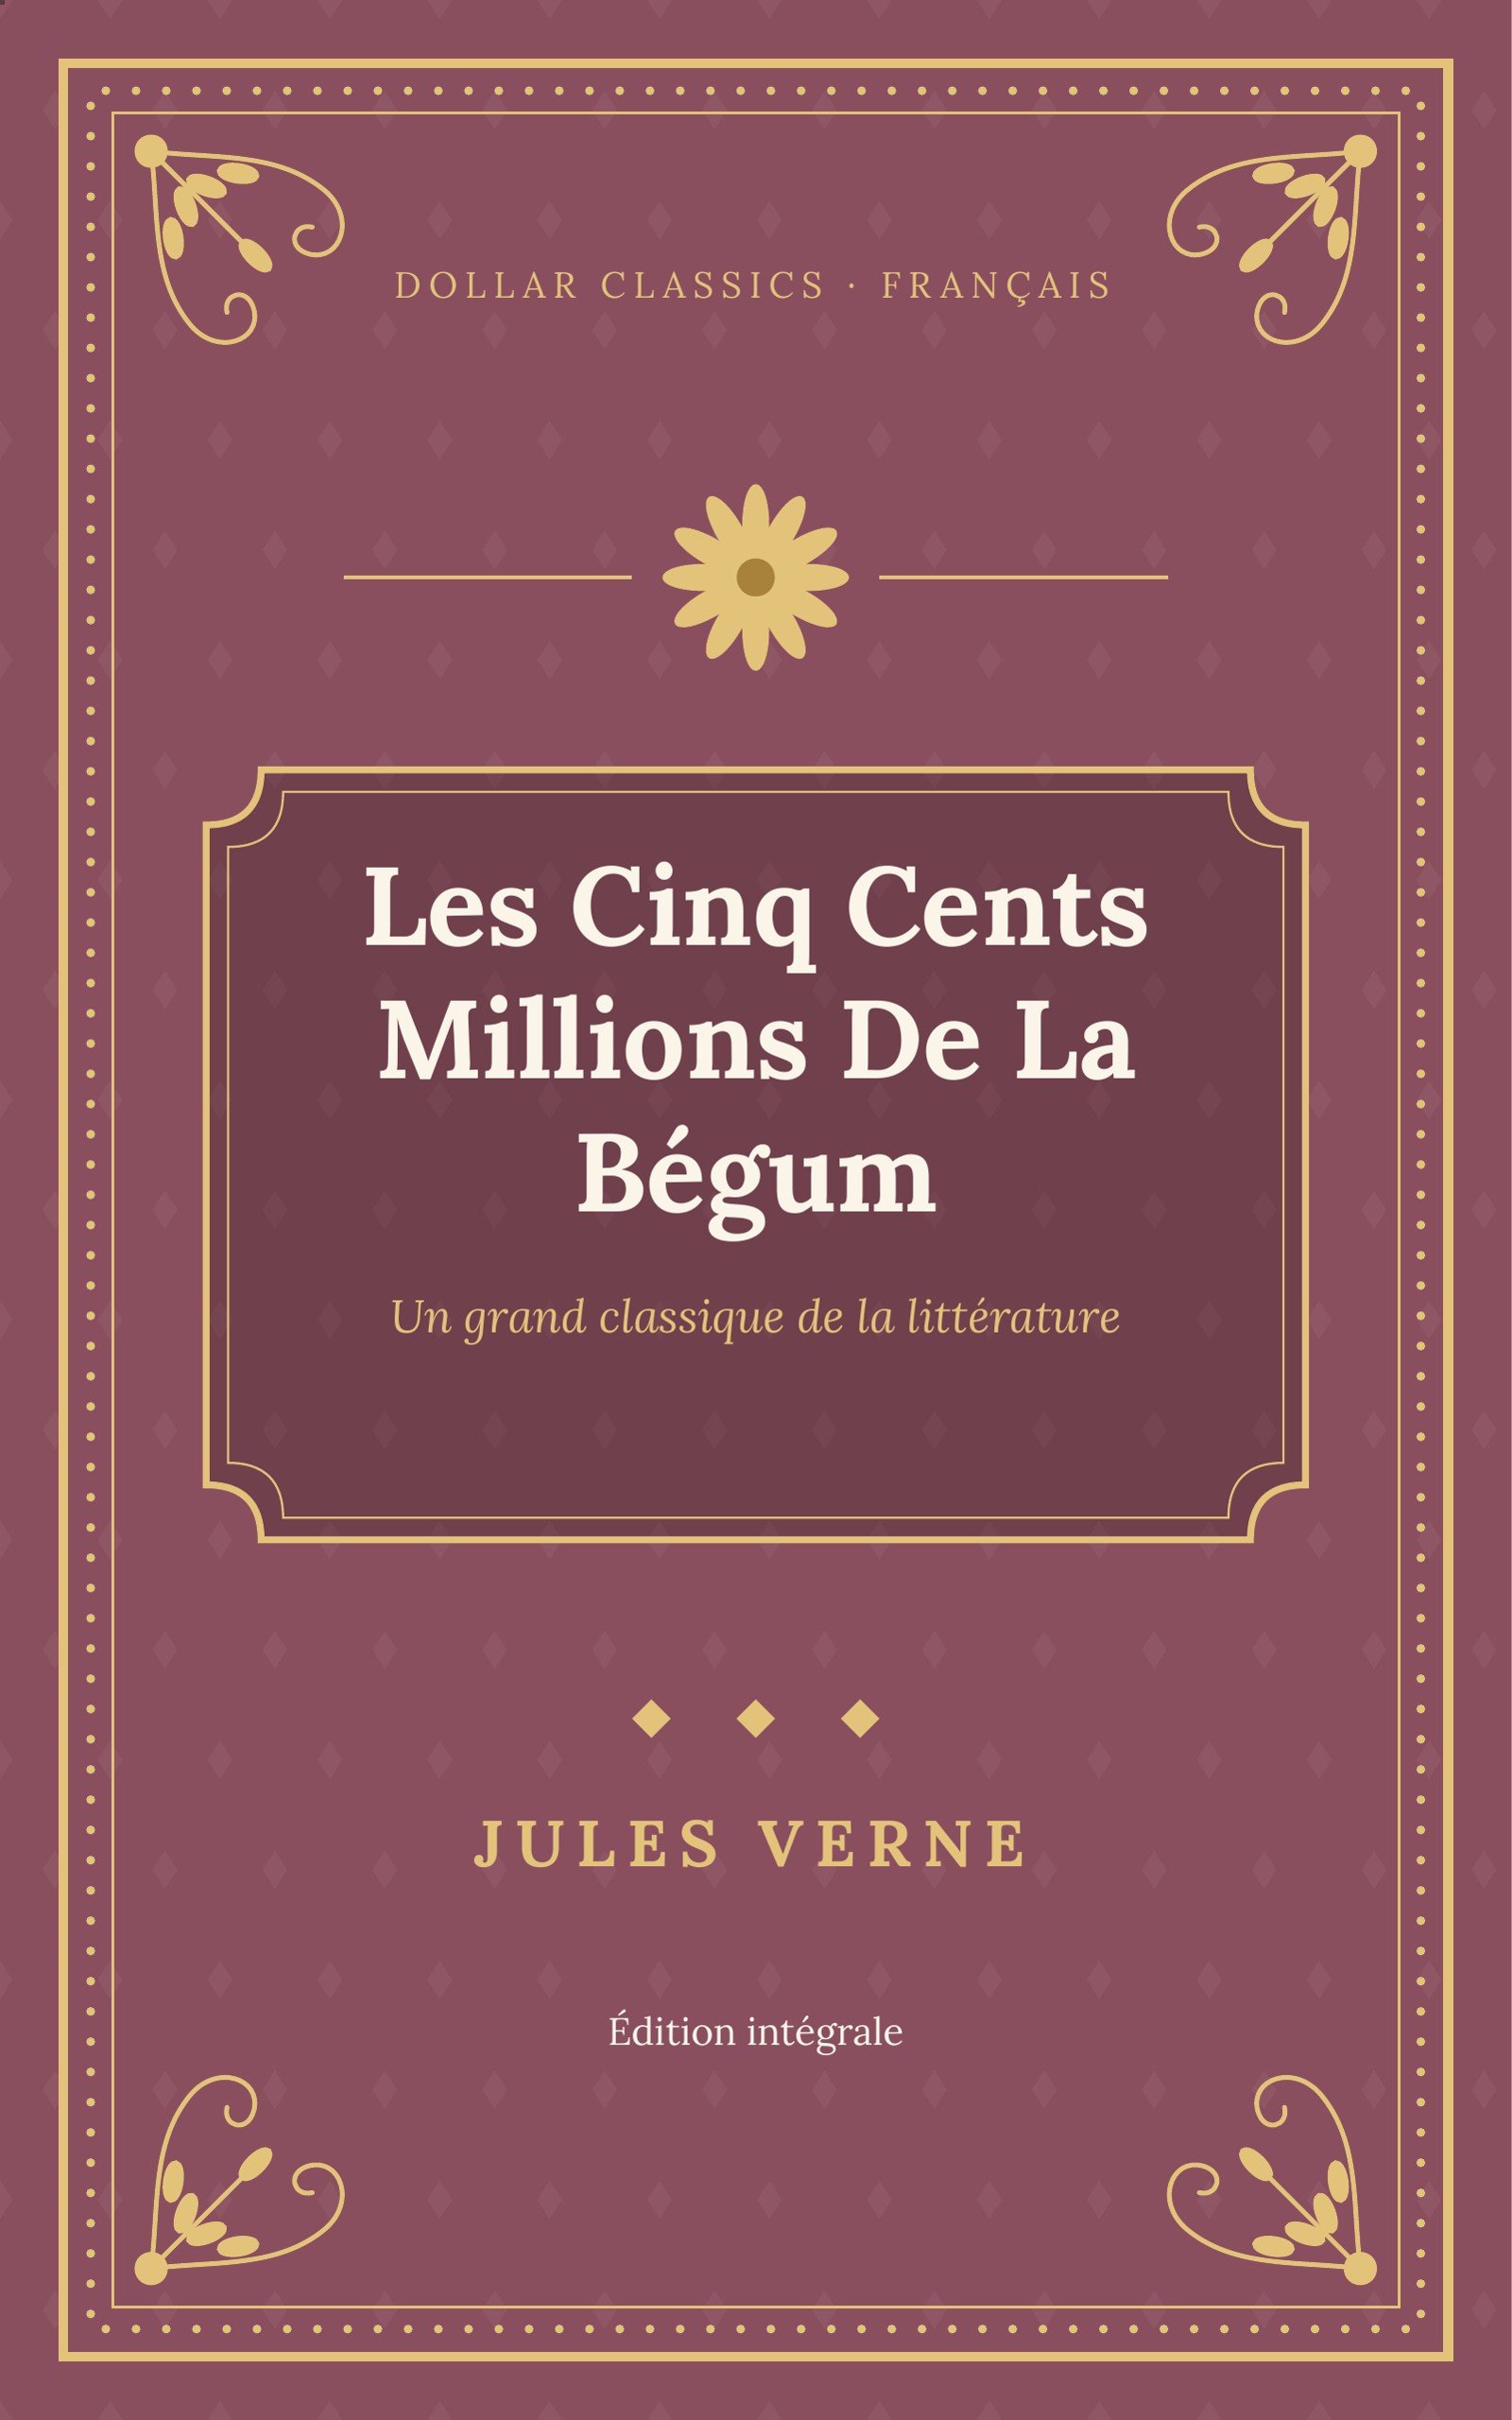 DOLLAR CLASSICS · FRANÇAIS
Les Cinq Cents
Millions De La
Bégum
Un grand classique de la littérature
JULES VERNE
Édition intégrale